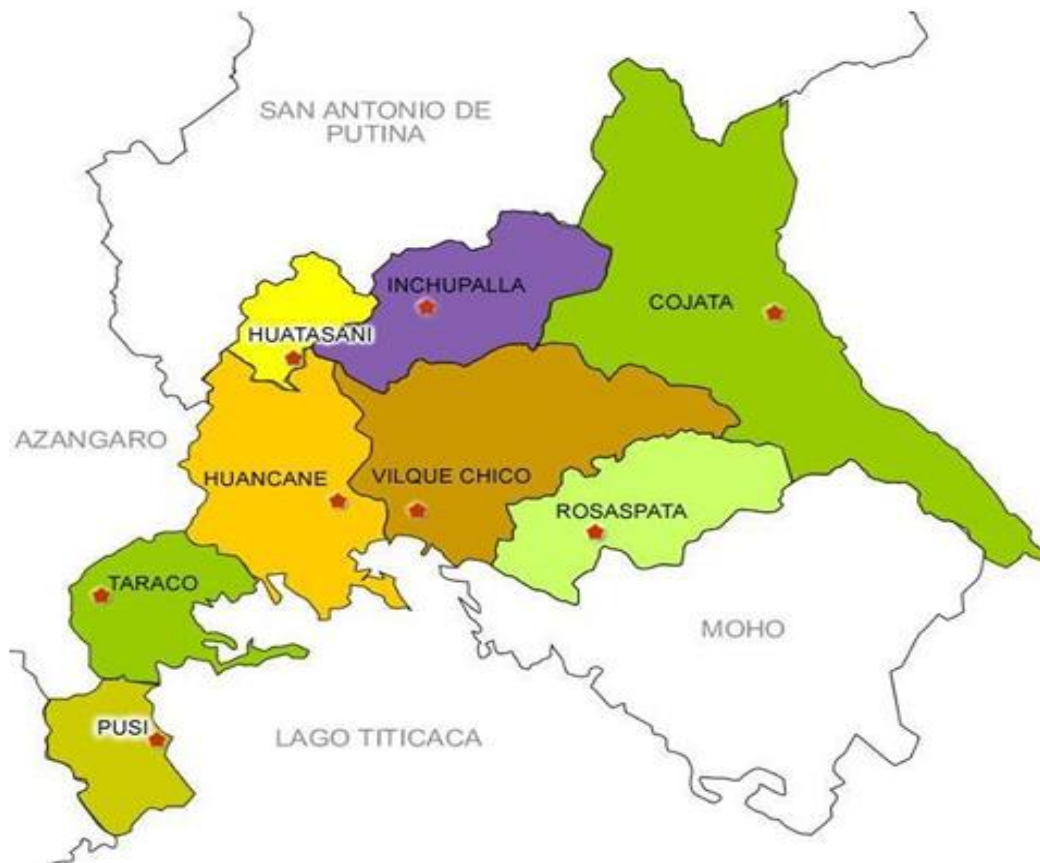 SAN ANTONIO DE
PUTINA
INCHUPALLA
COJATA
HUATASANI
AZANGARO
HUANCANE
VILQUE CHICO
ROSASPATA
TARACO
MOHO
PUSI
LAGO TITICACA